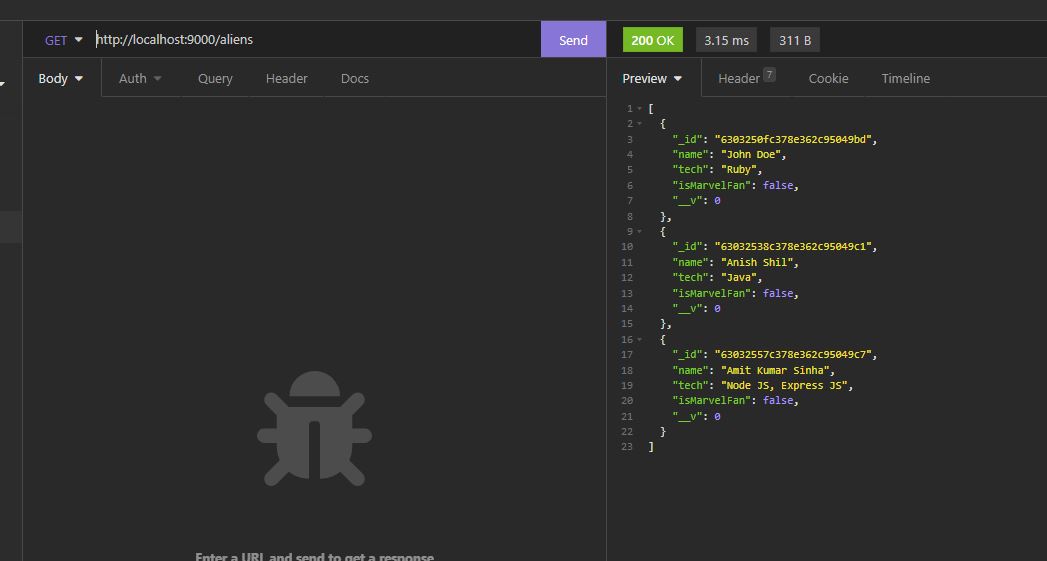 GET http://localhost:9000/aliens Send 200 OK 3.15 ms 311 B
Body Auth Query Header Docs Preview Header 7 Cookie Timeline
1 [
2 {
3 "_id": "6303250fc378e362c95049bd",
4 "name": "John Doe",
5 "tech": "Ruby",
6 "isMarvelFan": false,
7 "__v": 0
8 },
9 {
10 "_id": "63032538c378e362c95049c1",
11 "name": "Anish Shil",
12 "tech": "Java",
13 "isMarvelFan": false,
14 "__v": 0
15 },
16 {
17 "_id": "63032557c378e362c95049c7",
18 "name": "Amit Kumar Sinha",
19 "tech": "Node JS, Express JS",
20 "isMarvelFan": false,
21 "__v": 0
22 }
23 ]
Enter a URL and send to get a response